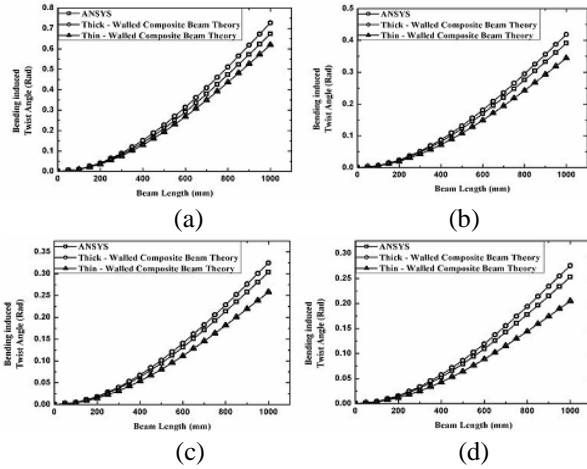 ANSYS
Thick - Walled Composite Beam Theory
Thin - Walled Composite Beam Theory
Bending induced
Twist Angle (Rad)
0.8
0.7
0.6
0.5
0.4
0.3
0.2
0.1
0.0
0 200 400 600 800 1000
Beam Length (mm)
(a)
ANSYS
Thick - Walled Composite Beam Theory
Thin - Walled Composite Beam Theory
Bending induced
Twist Angle (Rad)
0.5
0.4
0.3
0.2
0.1
0.0
0 200 400 600 800 1000
Beam Length (mm)
(b)
ANSYS
Thick - Walled Composite Beam Theory
Thin - Walled Composite Beam Theory
Bending induced
Twist Angle (Rad)
0.35
0.30
0.25
0.20
0.15
0.10
0.05
0.00
0 200 400 600 800 1000
Beam Length (mm)
(c)
ANSYS
Thick - Walled Composite Beam Theory
Thin - Walled Composite Beam Theory
Bending induced
Twist Angle (Rad)
0.30
0.25
0.20
0.15
0.10
0.05
0.00
0 200 400 600 800 1000
Beam Length (mm)
(d)